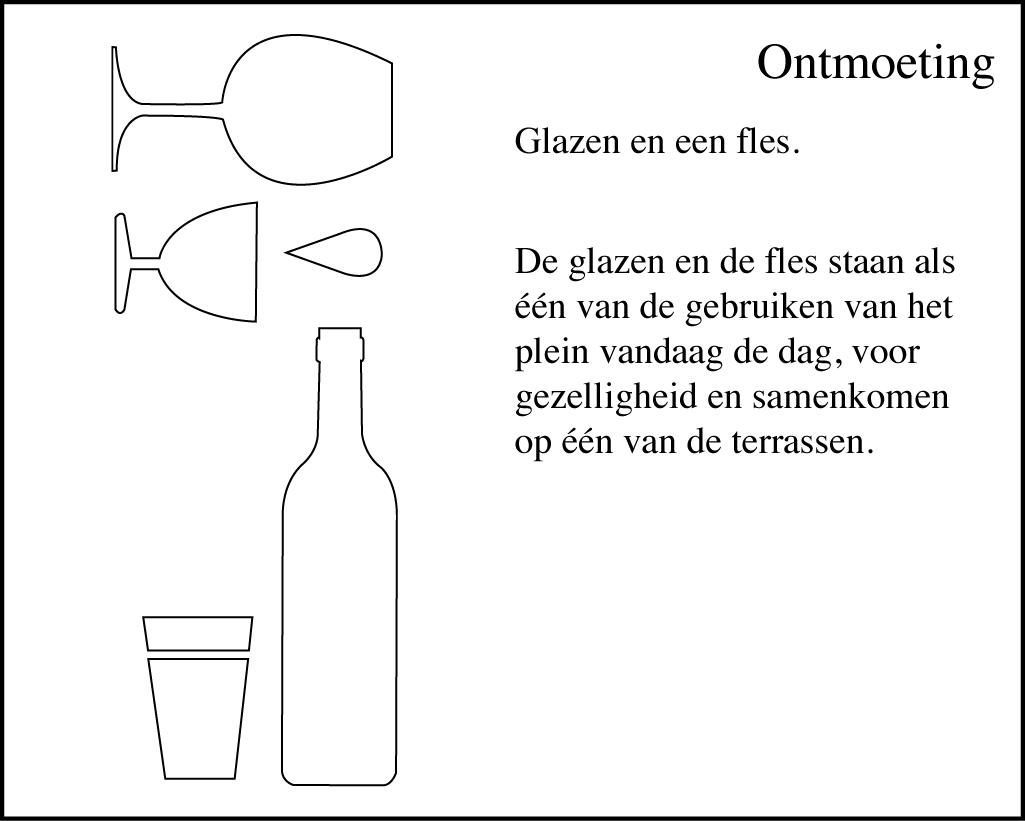 Ontmoeting
Glazen en een fles.
De glazen en de fles staan als
één van de gebruiken van het
plein vandaag de dag, voor
gezelligheid en samenkomen
op één van de terrassen.